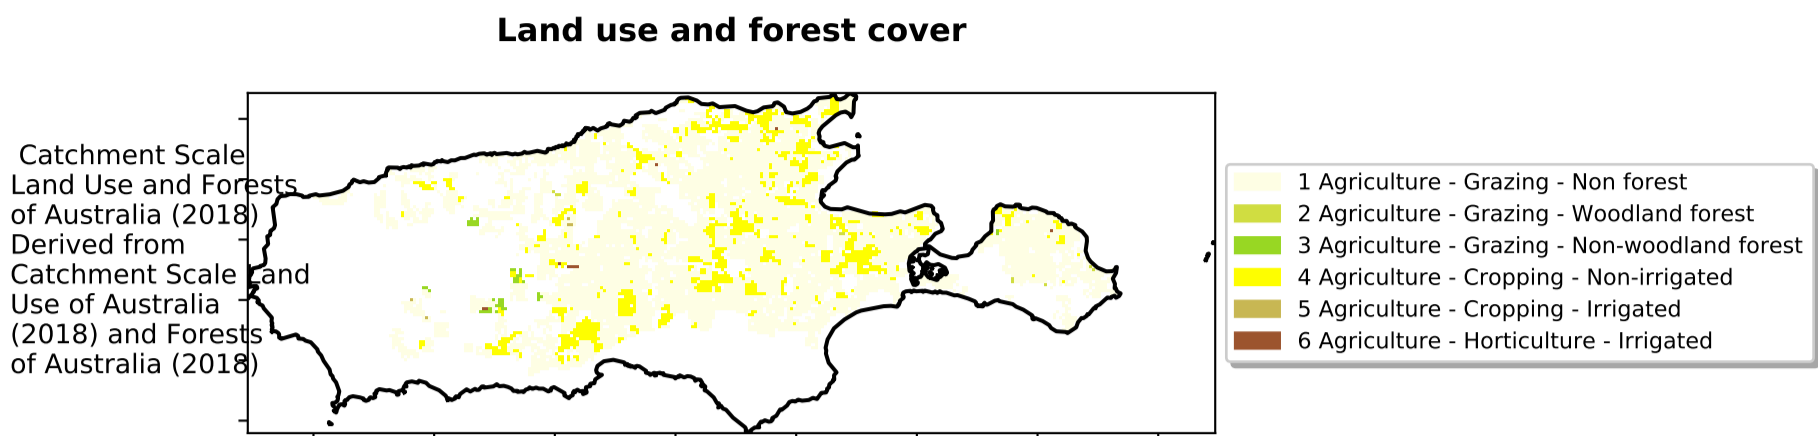 Land use and forest cover
Catchment Scale
Land Use and Forests
of Australia (2018)
Derived from
Catchment Scale Land
Use of Australia
(2018) and Forests
of Australia (2018)
1 Agriculture - Grazing - Non forest
2 Agriculture - Grazing - Woodland forest
3 Agriculture - Grazing - Non-woodland forest
4 Agriculture - Cropping - Non-irrigated
5 Agriculture - Cropping - Irrigated
6 Agriculture - Horticulture - Irrigated